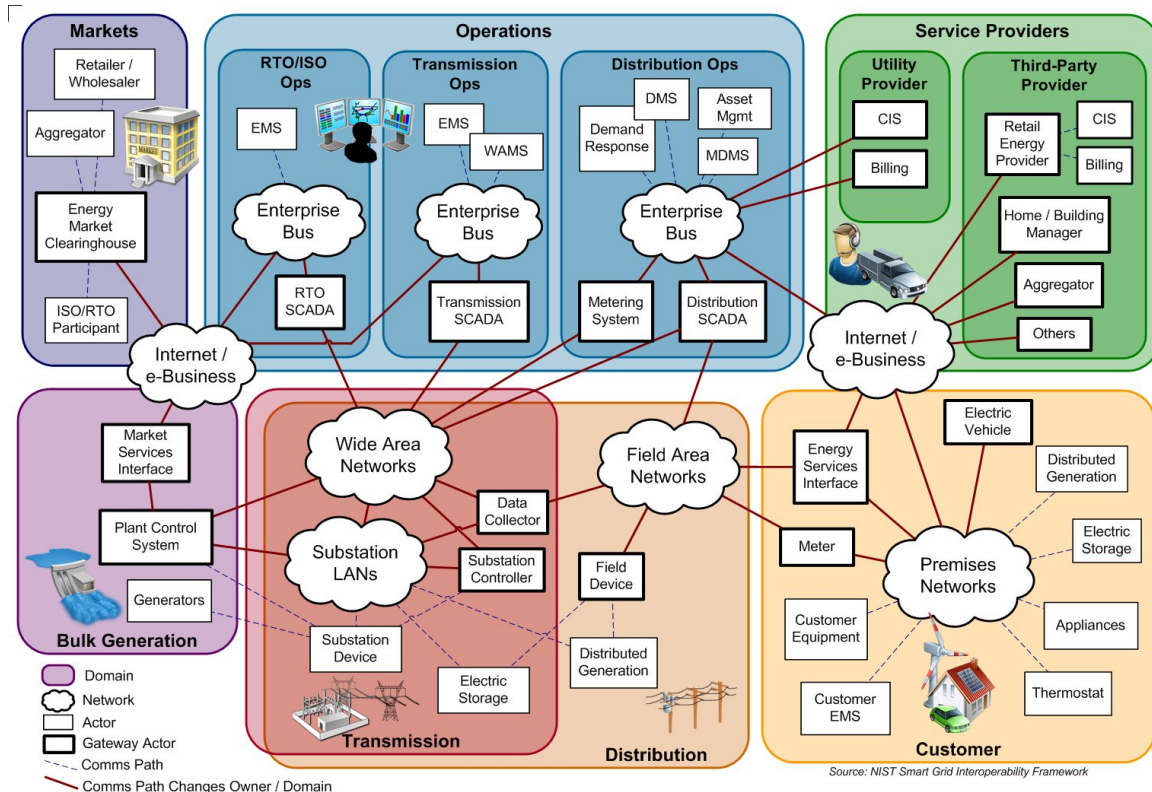 Markets
Retailer /
Wholesaler
Aggregator
MARKET
Energy
Market
Clearinghouse
ISO/RTO
Participant
Internet /
e-Business
Operations
RTO/ISO
Ops
EMS
Enterprise
Bus
RTO
SCADA
Transmission
Ops
EMS
WAMS
Enterprise
Bus
Transmission
SCADA
Distribution Ops
DMS
Asset
Mgmt
Demand
Response
MDMS
Enterprise
Bus
Metering
System
Distribution
SCADA
Service Providers
Utility
Provider
CIS
Billing
Third-Party
Provider
Retail
Energy
Provider
CIS
Billing
Home / Building
Manager
Aggregator
Others
Internet /
e-Business
Market
Services
Interface
Plant Control
System
Generators
Bulk Generation
Wide Area
Networks
Substation
LANs
Data
Collector
Substation
Controller
Substation
Device
Electric
Storage
Transmission
Field Area
Networks
Field
Device
Distributed
Generation
Distribution
Energy
Services
Interface
Meter
Electric
Vehicle
Distributed
Generation
Electric
Storage
Premises
Networks
Customer
Equipment
Appliances
Customer
EMS
Thermostat
Customer
Domain
Network
Actor
Gateway Actor
Comms Path
Comms Path Changes Owner / Domain
Source: NIST Smart Grid Interoperability Framework